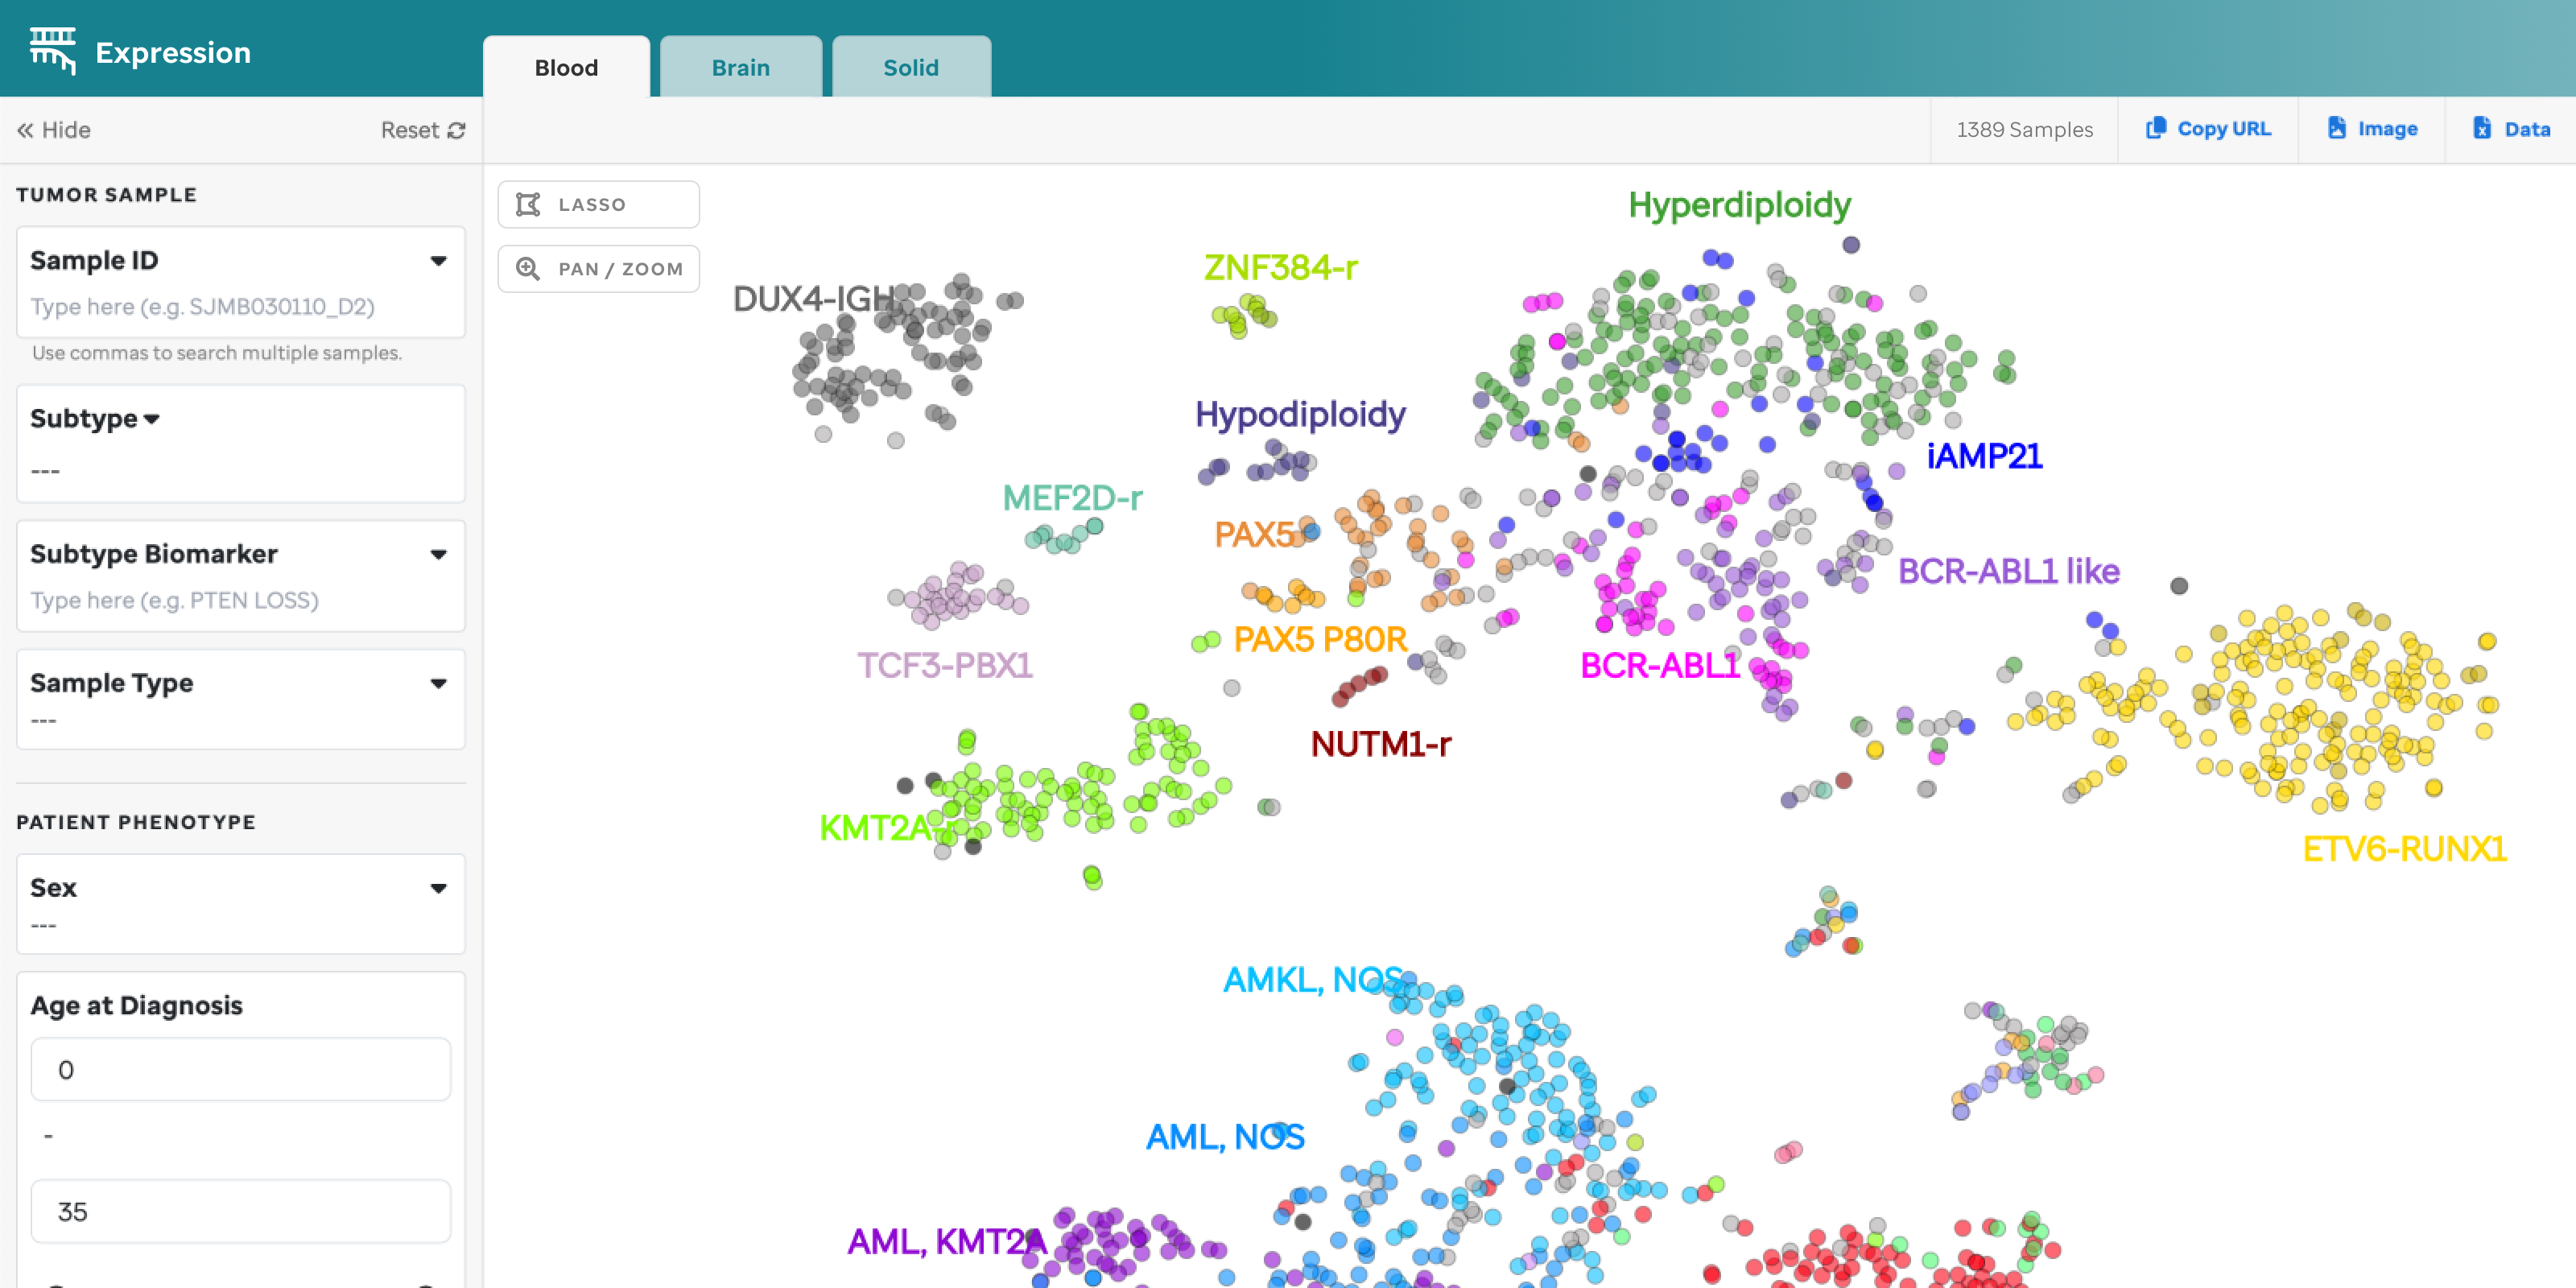 Expression
Blood
Brain
Solid
Hide
Reset
1389 Samples
Copy URL
Image
Data
TUMOR SAMPLE
Sample ID
Type here (e.g. SJMB030110_D2)
Use commas to search multiple samples.
Subtype
---
Subtype Biomarker
Type here (e.g. PTEN LOSS)
Sample Type
---
PATIENT PHENOTYPE
Sex
---
Age at Diagnosis
0
-
35
LASSO
PAN / ZOOM
Hyperdiploidy
ZNF384-r
DUX4-IGH
Hypodiploidy
iAMP21
MEF2D-r
PAX5
BCR-ABL1 like
PAX5 P80R
TCF3-PBX1
BCR-ABL1
NUTM1-r
KMT2A-r
ETV6-RUNX1
AMKL, NOS
AML, NOS
AML, KMT2A